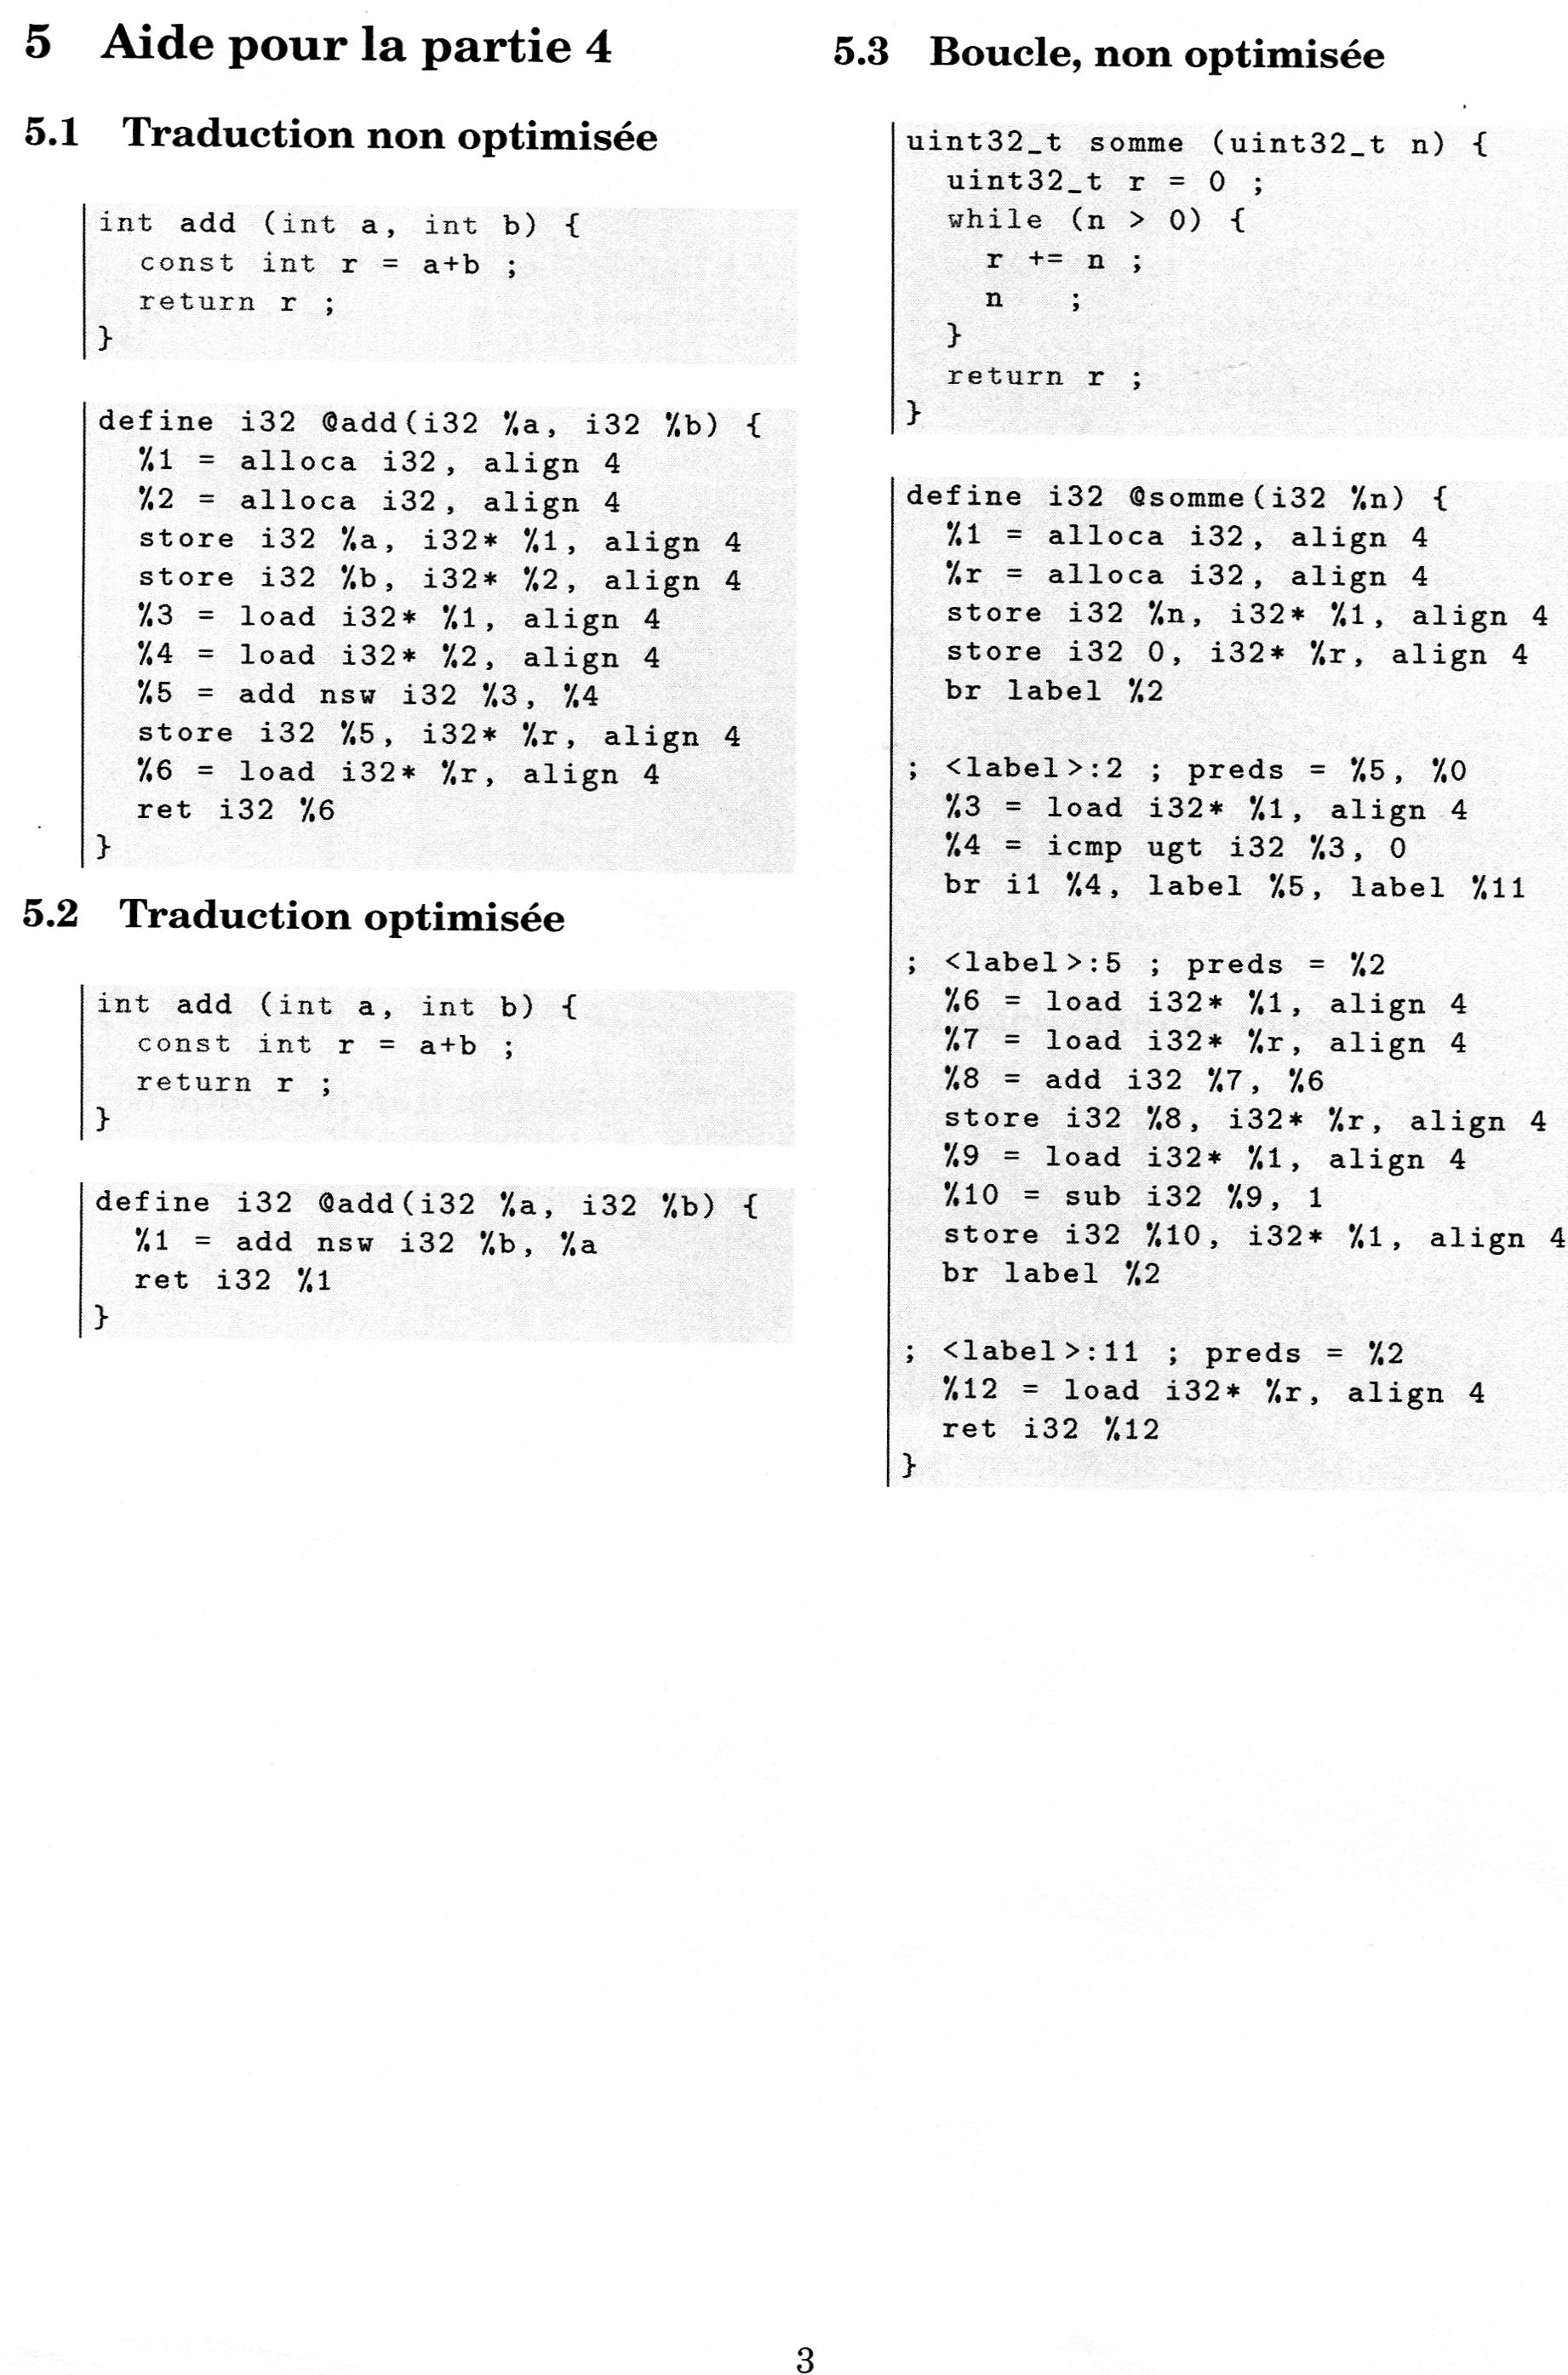 5 Aide pour la partie 4
5.1 Traduction non optimisée
int add (int a, int b) {
  const int r = a+b ;
  return r ;
}
define i32 @add(i32 %a, i32 %b) {
  %1 = alloca i32, align 4
  %2 = alloca i32, align 4
  store i32 %a, i32* %1, align 4
  store i32 %b, i32* %2, align 4
  %3 = load i32* %1, align 4
  %4 = load i32* %2, align 4
  %5 = add nsw i32 %3, %4
  store i32 %5, i32* %r, align 4
  %6 = load i32* %r, align 4
  ret i32 %6
}
5.2 Traduction optimisée
int add (int a, int b) {
  const int r = a+b ;
  return r ;
}
define i32 @add(i32 %a, i32 %b) {
  %1 = add nsw i32 %b, %a
  ret i32 %1
}
5.3 Boucle, non optimisée
uint32_t somme (uint32_t n) {
  uint32_t r = 0 ;
  while (n > 0) {
    r += n ;
    n   ;
  }
  return r ;
}
define i32 @somme(i32 %n) {
  %1 = alloca i32, align 4
  %r = alloca i32, align 4
  store i32 %n, i32* %1, align 4
  store i32 0, i32* %r, align 4
  br label %2
; <label>:2 ; preds = %5, %0
  %3 = load i32* %1, align 4
  %4 = icmp ugt i32 %3, 0
  br i1 %4, label %5, label %11
; <label>:5 ; preds = %2
  %6 = load i32* %1, align 4
  %7 = load i32* %r, align 4
  %8 = add i32 %7, %6
  store i32 %8, i32* %r, align 4
  %9 = load i32* %1, align 4
  %10 = sub i32 %9, 1
  store i32 %10, i32* %1, align 4
  br label %2
; <label>:11 ; preds = %2
  %12 = load i32* %r, align 4
  ret i32 %12
}
3